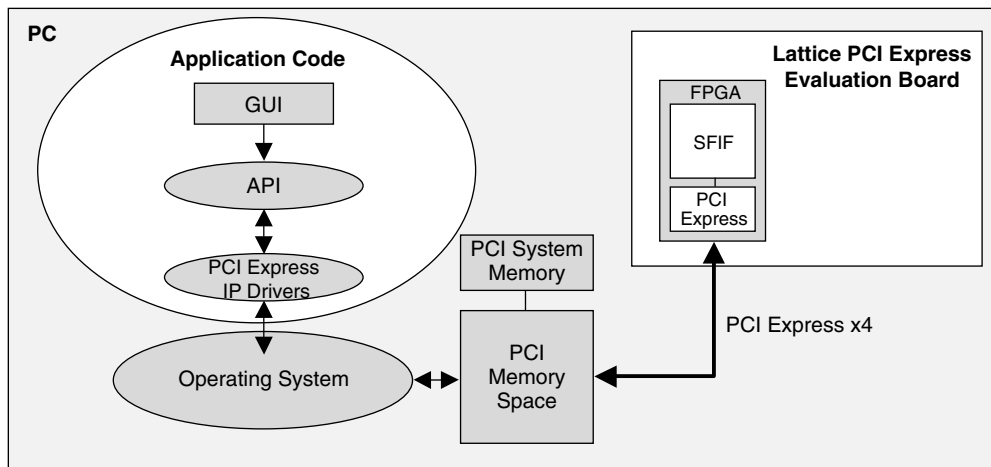 PC
Application Code
GUI
API
PCI Express
IP Drivers
Operating System
PCI System
Memory
PCI
Memory
Space
Lattice PCI Express
Evaluation Board
FPGA
SFIF
PCI
Express
PCI Express x4